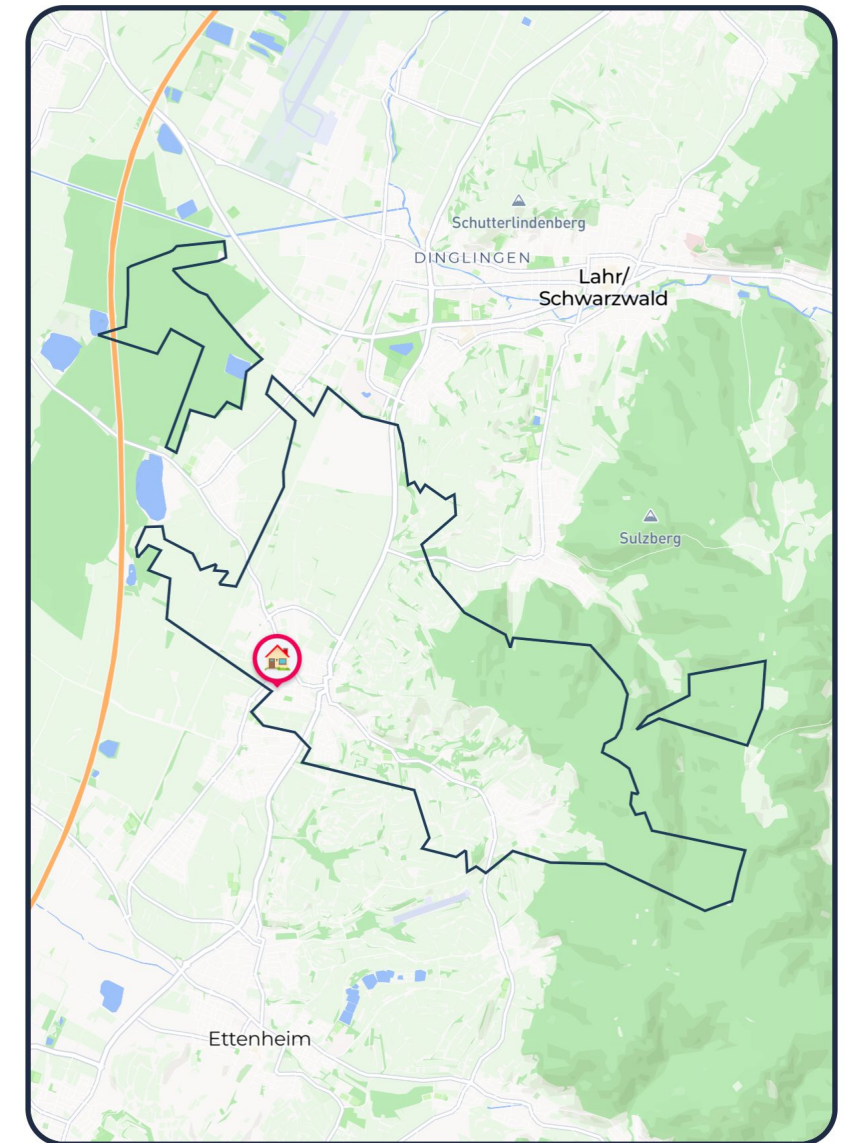 Schutterlindenberg
DINGLINGEN
Lahr/
Schwarzwald
Sulzberg
Ettenheim